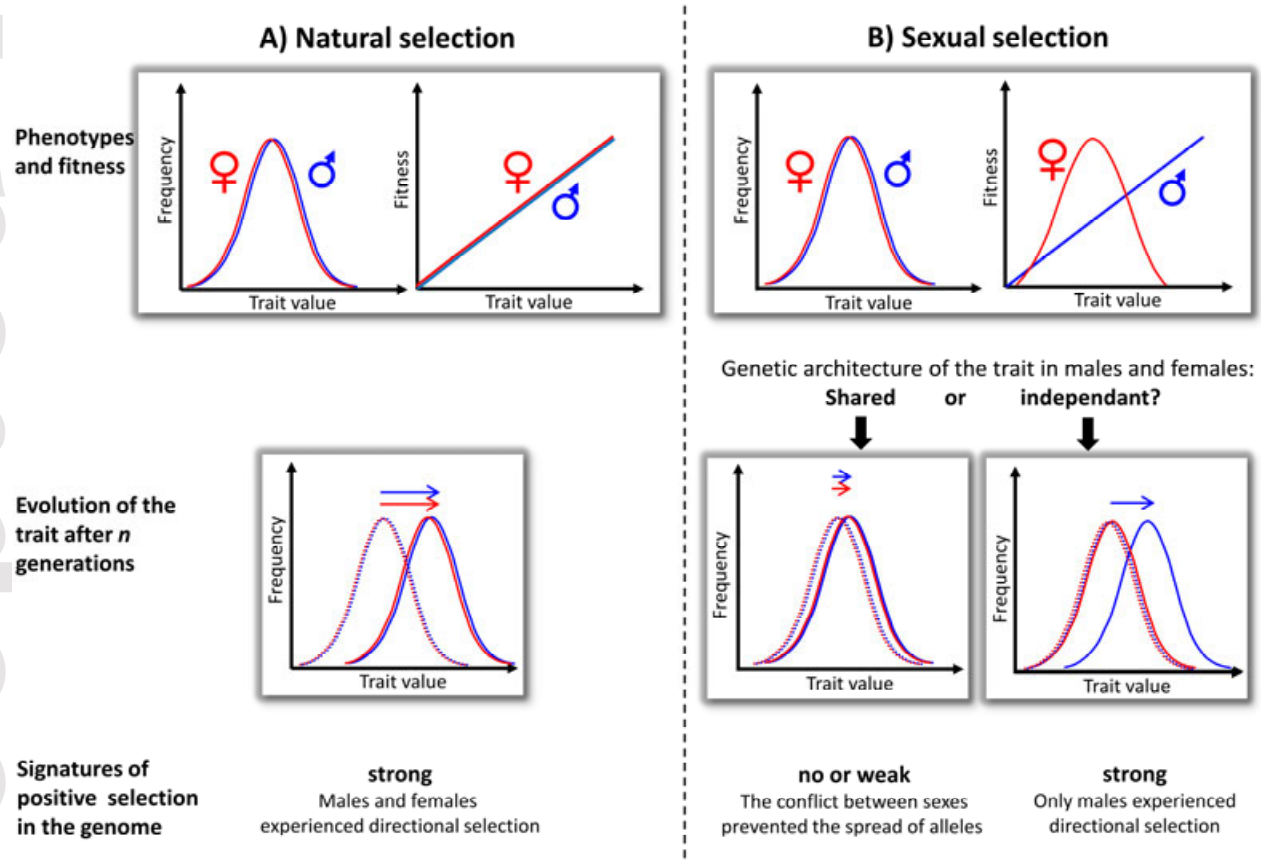 A) Natural selection
B) Sexual selection
Phenotypes
and fitness
Frequency
♀
♂
Trait value
Fitness
♀
♂
Trait value
Frequency
♀
♂
Trait value
Fitness
♀
♂
Trait value
Genetic architecture of the trait in males and females:
Shared or independant?
Evolution of the
trait after n
generations
Frequency
Trait value
Frequency
Trait value
Frequency
Trait value
Signatures of
positive selection
in the genome
strong
Males and females
experienced directional selection
no or weak
The conflict between sexes
prevented the spread of alleles
strong
Only males experienced
directional selection